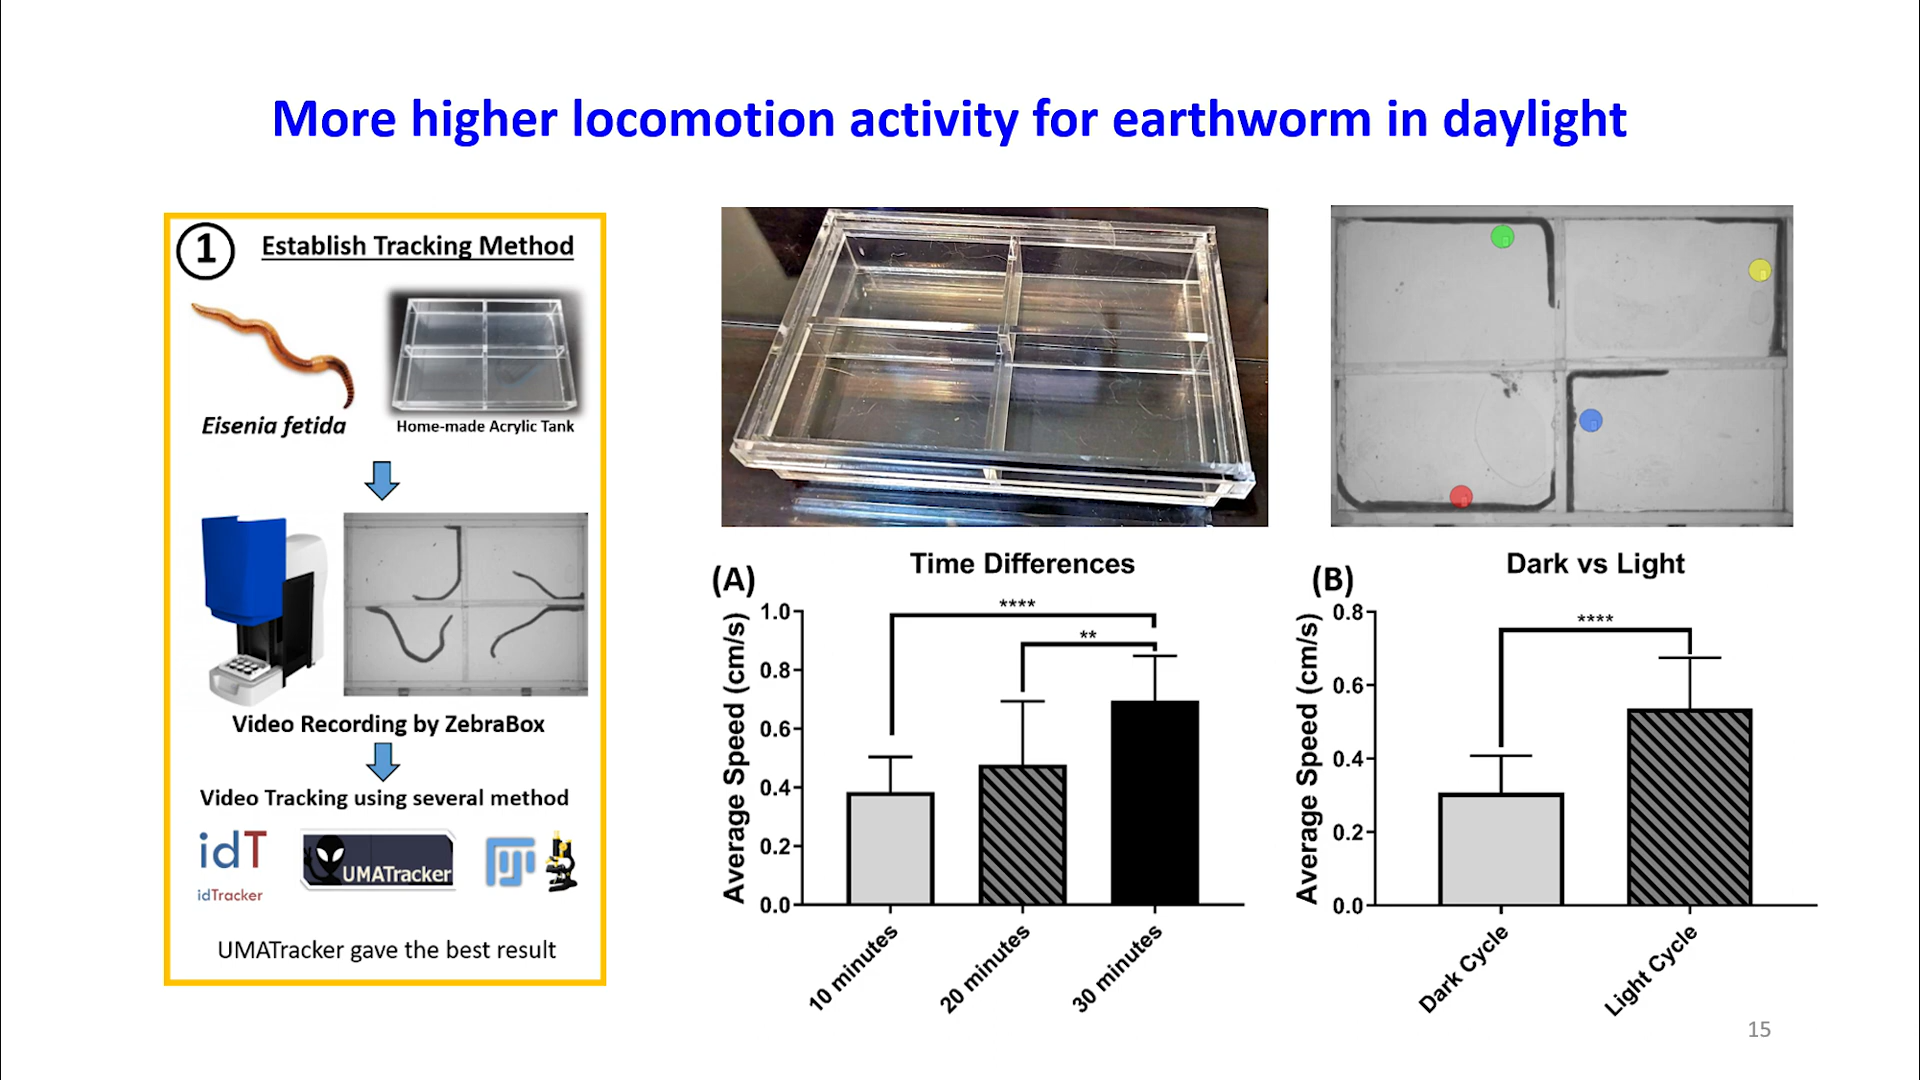 More higher locomotion activity for earthworm in daylight
1
Establish Tracking Method
Eisenia fetida
Home-made Acrylic Tank
Video Recording by ZebraBox
Video Tracking using several method
idT
idTracker
UMATracker
UMATracker gave the best result
(A)
Time Differences
Average Speed (cm/s)
1.0
0.8
0.6
0.4
0.2
0.0
****
**
10 minutes
20 minutes
30 minutes
(B)
Dark vs Light
Average Speed (cm/s)
0.8
0.6
0.4
0.2
0.0
****
Dark Cycle
Light Cycle
15